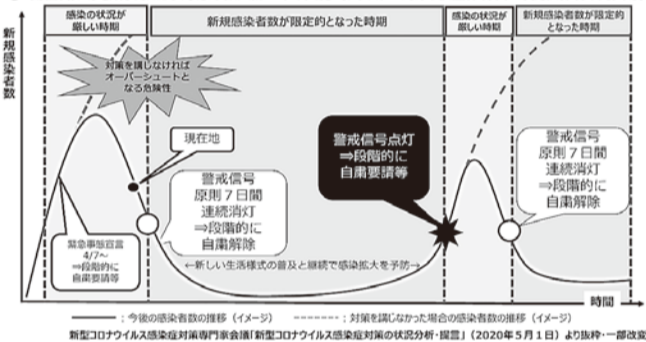 感染の状況が
厳しい時期
新規感染者数が限定的となった時期
感染の状況が
厳しい時期
新規感染者数が限定的
となった時期
新規感染者数
対策を講じなければ
オーバーシュートと
なる危険性
現在地
警戒信号
原則7日間
連続消灯
⇒段階的に
自粛解除
緊急事態宣言
4/7～
⇒段階的に
自粛要請等
警戒信号点灯
⇒段階的に
自粛要請等
警戒信号
原則7日間
連続消灯
⇒段階的に
自粛解除
←新しい生活様式の普及と継続で感染拡大を予防→
時間
：今後の感染者数の推移（イメージ）
：対策を講じなかった場合の感染者数の推移（イメージ）
新型コロナウイルス感染症対策専門家会議「新型コロナウイルス感染症対策の状況分析・提言」（2020年5月1日）より抜粋・一部改変